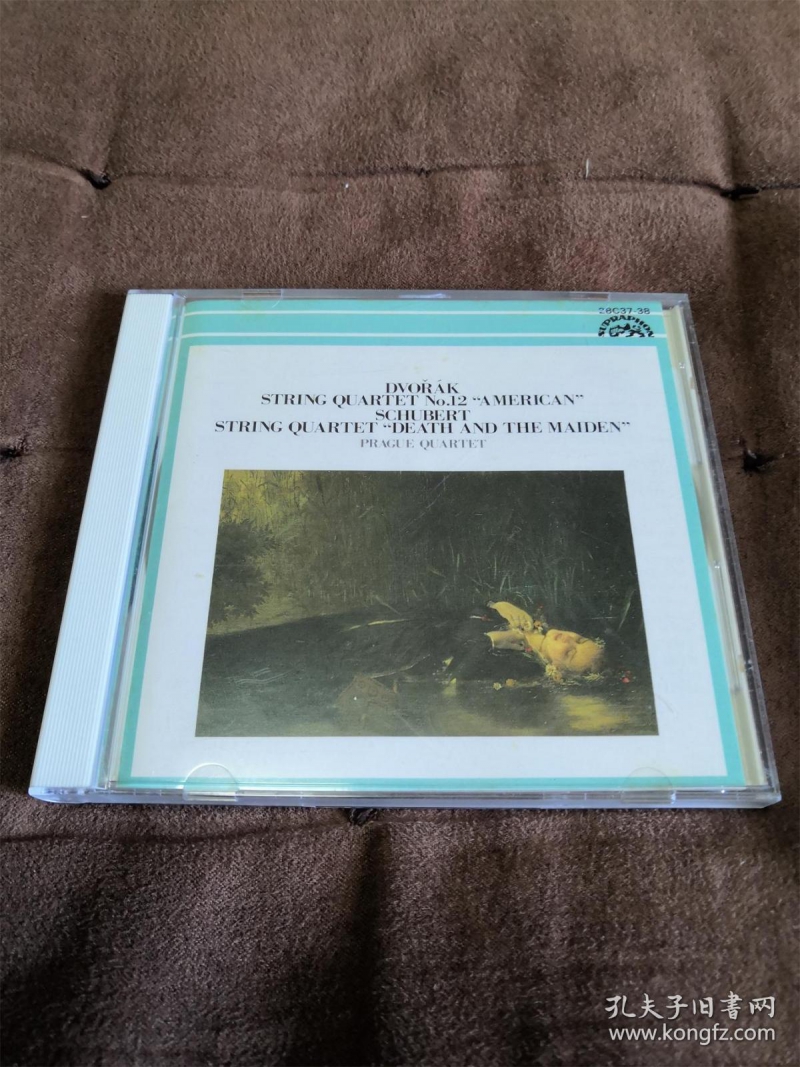 28C37-38
SUPRAPHON
DVOŘÁK
STRING QUARTET No.12 “AMERICAN”
SCHUBERT
STRING QUARTET “DEATH AND THE MAIDEN”
PRAGUE QUARTET
孔夫子旧書网
www.kongfz.com